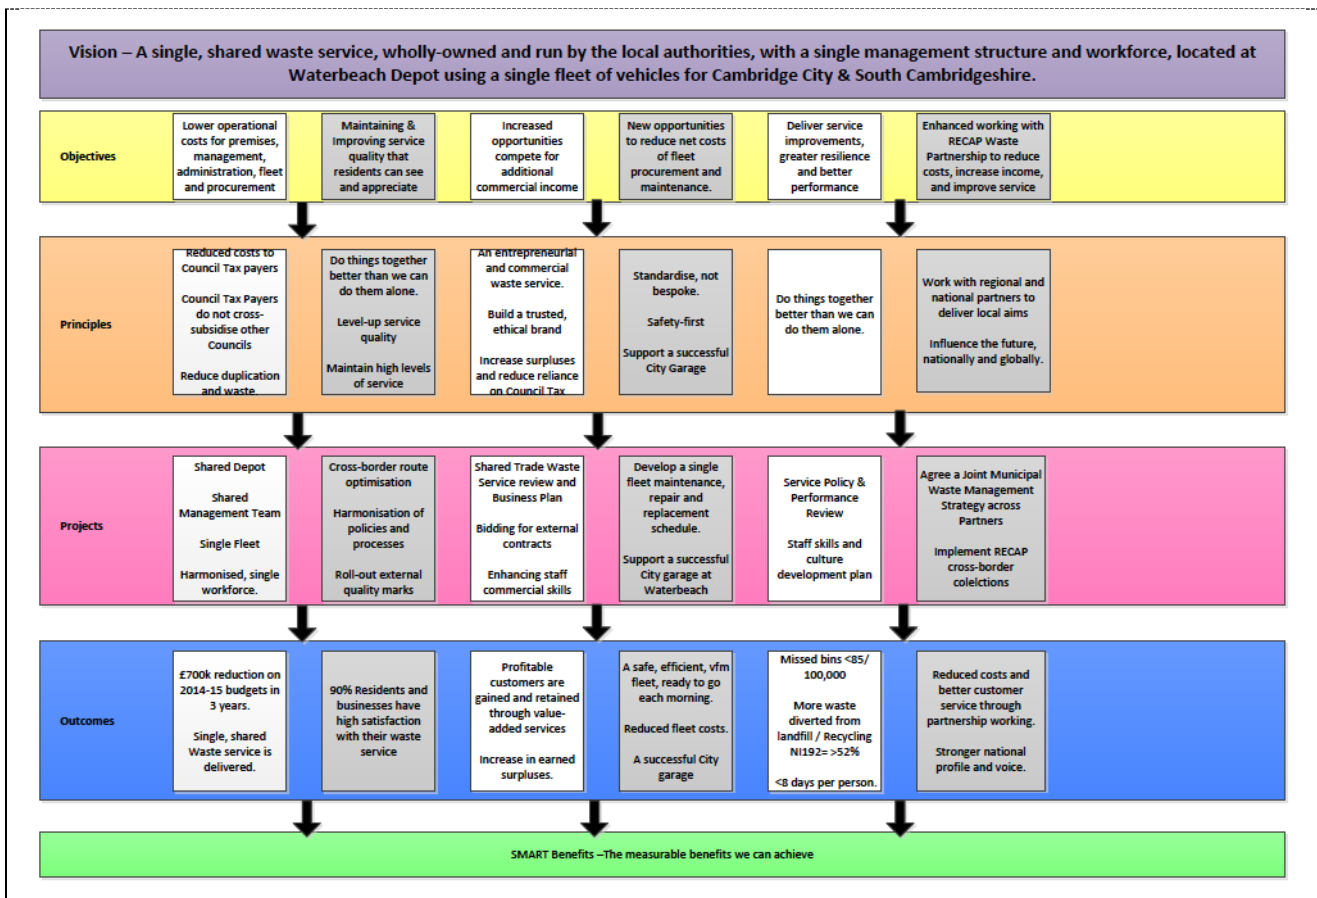 Vision – A single, shared waste service, wholly-owned and run by the local authorities, with a single management structure and workforce, located at
Waterbeach Depot using a single fleet of vehicles for Cambridge City & South Cambridgeshire.
Objectives
Lower operational
costs for premises,
management,
administration, fleet
and procurement
Maintaining &
Improving service
quality that
residents can see
and appreciate
Increased
opportunities
compete for
additional
commercial income
New opportunities
to reduce net costs
of fleet
procurement and
maintenance.
Deliver service
improvements,
greater resilience
and better
performance
Enhanced working with
RECAP Waste
Partnership to reduce
costs, increase income,
and improve service
Principles
Reduced costs to
Council Tax payers
Council Tax Payers
do not cross-
subsidise other
Councils
Reduce duplication
and waste.
Do things together
better than we can
do them alone.
Level-up service
quality
Maintain high levels
of service
An entrepreneurial
and commercial
waste service.
Build a trusted,
ethical brand
Increase surpluses
and reduce reliance
on Council Tax
Standardise, not
bespoke.
Safety-first
Support a successful
City Garage
Do things together
better than we can
do them alone.
Work with regional and
national partners to
deliver local aims
Influence the future,
nationally and globally.
Projects
Shared Depot
Shared
Management Team
Single Fleet
Harmonised, single
workforce.
Cross-border route
optimisation
Harmonisation of
policies and
processes
Roll-out external
quality marks
Shared Trade Waste
Service review and
Business Plan
Bidding for external
contracts
Enhancing staff
commercial skills
Develop a single
fleet maintenance,
repair and
replacement
schedule.
Support a successful
City garage at
Waterbeach
Service Policy &
Performance
Review
Staff skills and
culture
development plan
Agree a Joint Municipal
Waste Management
Strategy across
Partners
Implement RECAP
cross-border
colelctions
Outcomes
£700k reduction on
2014-15 budgets in
3 years.
Single, shared
Waste service is
delivered.
90% Residents and
businesses have
high satisfaction
with their waste
service
Profitable
customers are
gained and retained
through value-
added services
Increase in earned
surpluses.
A safe, efficient, vfm
fleet, ready to go
each morning.
Reduced fleet costs.
A successful City
garage
Missed bins <85/
100,000
More waste
diverted from
landfill / Recycling
NI192= >52%
<8 days per person.
Reduced costs and
better customer
service through
partnership working.
Stronger national
profile and voice.
SMART Benefits –The measurable benefits we can achieve